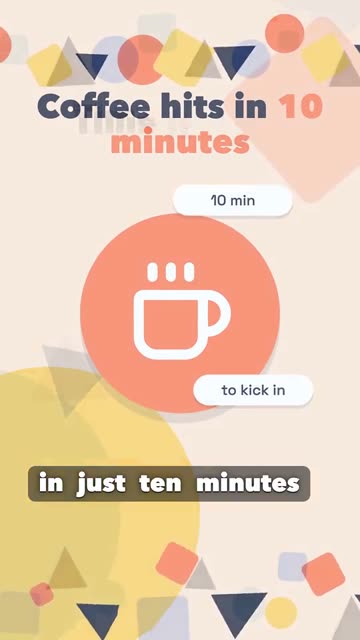 Coffee hits in 10
minutes
10 min
to kick in
in just ten minutes